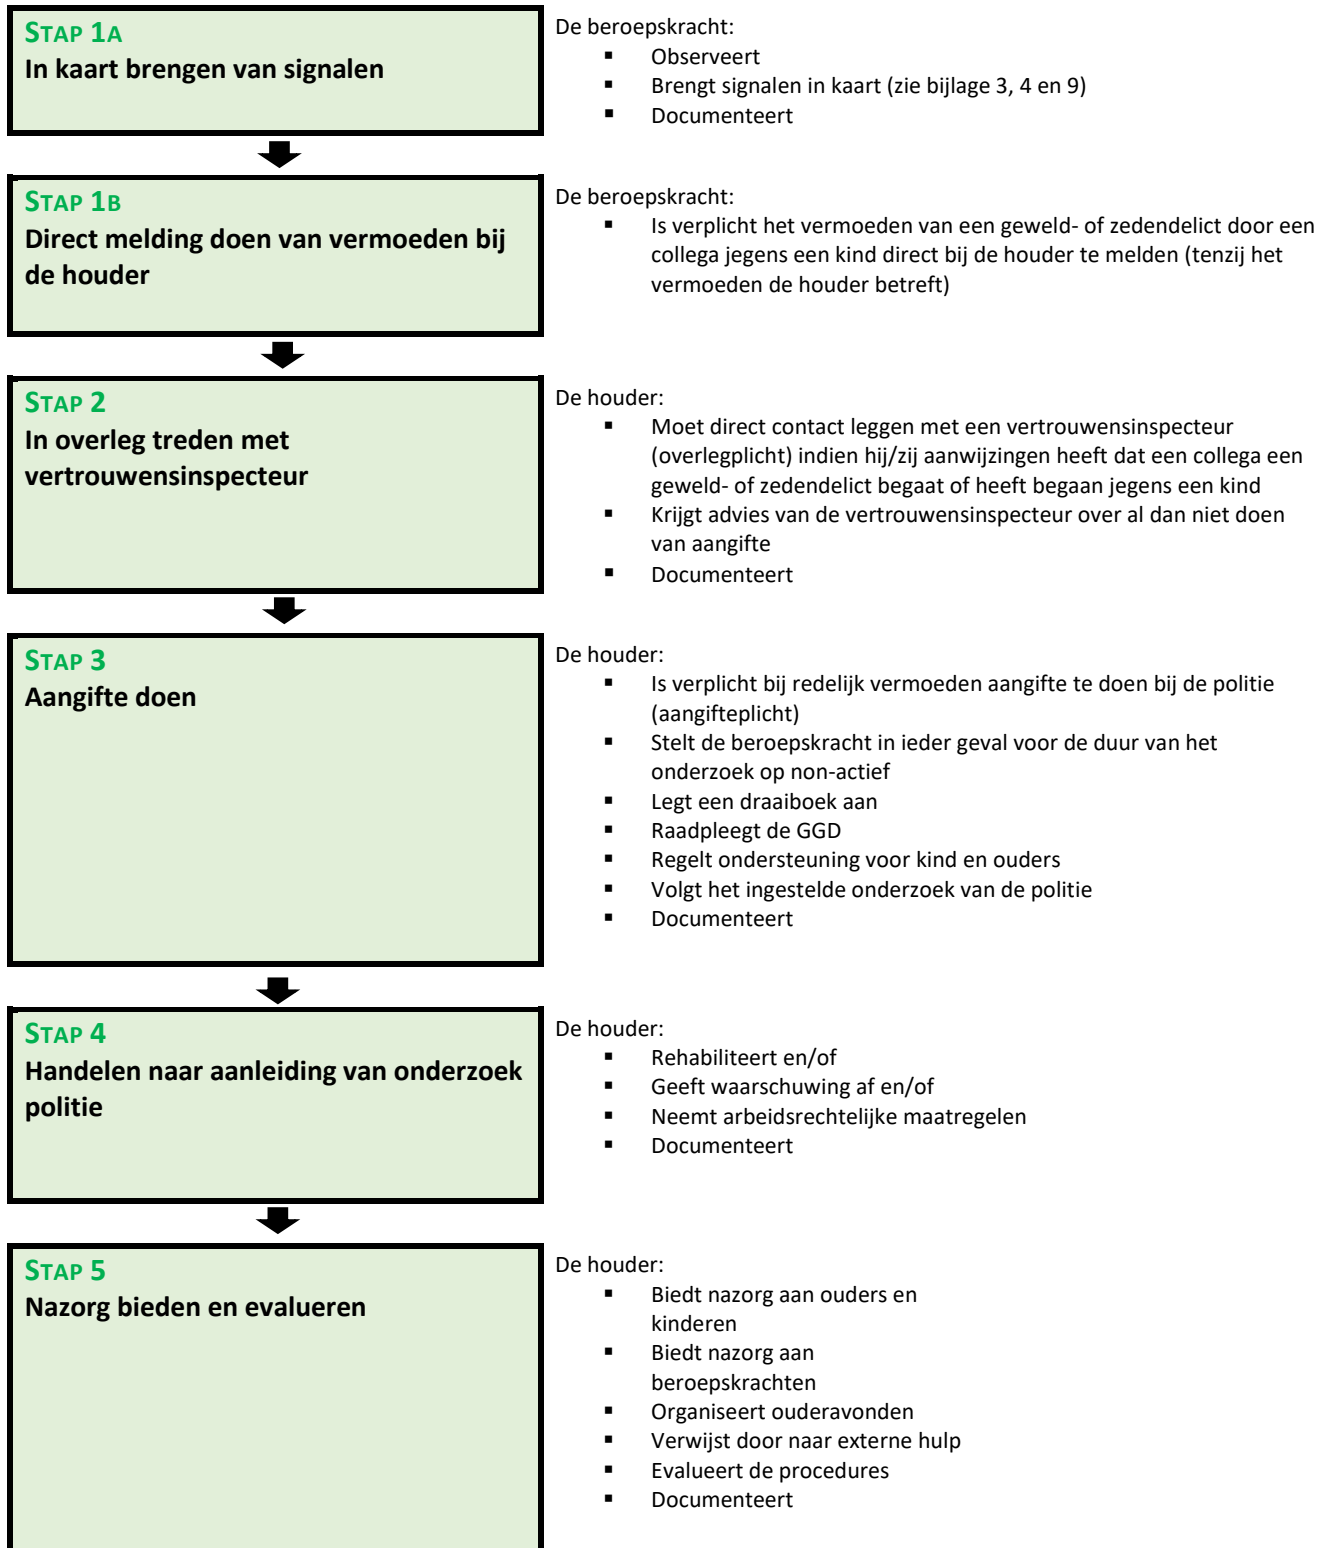 STAP 1A
In kaart brengen van signalen
De beroepskracht:
▪ Observeert
▪ Brengt signalen in kaart (zie bijlage 3, 4 en 9)
▪ Documenteert
STAP 1B
Direct melding doen van vermoeden bij
de houder
De beroepskracht:
▪ Is verplicht het vermoeden van een geweld- of zedendelict door een
collega jegens een kind direct bij de houder te melden (tenzij het
vermoeden de houder betreft)
STAP 2
In overleg treden met
vertrouwensinspecteur
De houder:
▪ Moet direct contact leggen met een vertrouwensinspecteur
(overlegplicht) indien hij/zij aanwijzingen heeft dat een collega een
geweld- of zedendelict begaat of heeft begaan jegens een kind
▪ Krijgt advies van de vertrouwensinspecteur over al dan niet doen
van aangifte
▪ Documenteert
STAP 3
Aangifte doen
De houder:
▪ Is verplicht bij redelijk vermoeden aangifte te doen bij de politie
(aangifteplicht)
▪ Stelt de beroepskracht in ieder geval voor de duur van het
onderzoek op non-actief
▪ Legt een draaiboek aan
▪ Raadpleegt de GGD
▪ Regelt ondersteuning voor kind en ouders
▪ Volgt het ingestelde onderzoek van de politie
▪ Documenteert
STAP 4
Handelen naar aanleiding van onderzoek
politie
De houder:
▪ Rehabiliteert en/of
▪ Geeft waarschuwing af en/of
▪ Neemt arbeidsrechtelijke maatregelen
▪ Documenteert
STAP 5
Nazorg bieden en evalueren
De houder:
▪ Biedt nazorg aan ouders en
kinderen
▪ Biedt nazorg aan
beroepskrachten
▪ Organiseert ouderavonden
▪ Verwijst door naar externe hulp
▪ Evalueert de procedures
▪ Documenteert